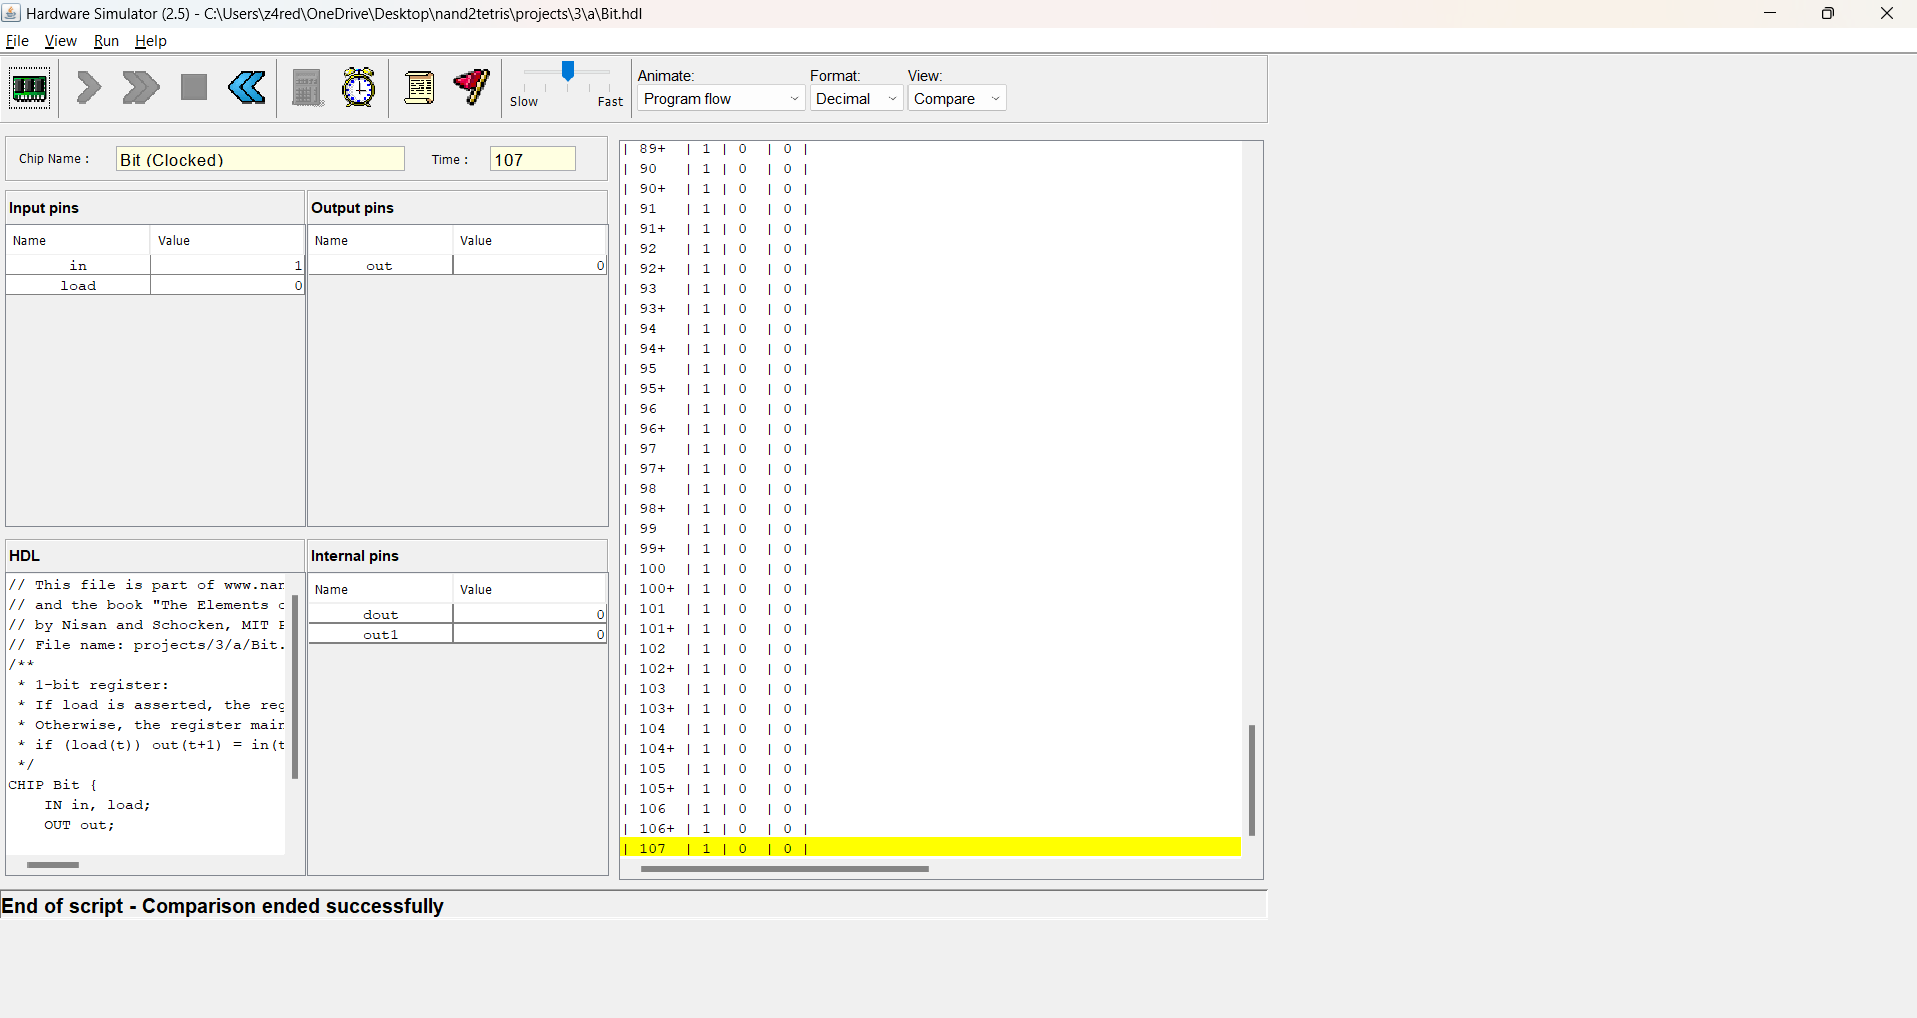 Hardware Simulator (2.5) - C:\Users\z4red\OneDrive\Desktop\nand2tetris\projects\3\a\Bit.hdl
File View Run Help
Slow Fast
Animate: Format: View:
Program flow Decimal Compare
Chip Name : Bit (Clocked) Time : 107
Input pins
Name Value
in 1
load 0
Output pins
Name Value
out 0
HDL
// This file is part of www.nan
// and the book "The Elements o
// by Nisan and Schocken, MIT P
// File name: projects/3/a/Bit.
/**
* 1-bit register:
* If load is asserted, the reg
* Otherwise, the register main
* if (load(t)) out(t+1) = in(t
*/
CHIP Bit {
IN in, load;
OUT out;
Internal pins
Name Value
dout 0
out1 0
| 89+ | 1 | 0 | 0 |
| 90 | 1 | 0 | 0 |
| 90+ | 1 | 0 | 0 |
| 91 | 1 | 0 | 0 |
| 91+ | 1 | 0 | 0 |
| 92 | 1 | 0 | 0 |
| 92+ | 1 | 0 | 0 |
| 93 | 1 | 0 | 0 |
| 93+ | 1 | 0 | 0 |
| 94 | 1 | 0 | 0 |
| 94+ | 1 | 0 | 0 |
| 95 | 1 | 0 | 0 |
| 95+ | 1 | 0 | 0 |
| 96 | 1 | 0 | 0 |
| 96+ | 1 | 0 | 0 |
| 97 | 1 | 0 | 0 |
| 97+ | 1 | 0 | 0 |
| 98 | 1 | 0 | 0 |
| 98+ | 1 | 0 | 0 |
| 99 | 1 | 0 | 0 |
| 99+ | 1 | 0 | 0 |
| 100 | 1 | 0 | 0 |
| 100+ | 1 | 0 | 0 |
| 101 | 1 | 0 | 0 |
| 101+ | 1 | 0 | 0 |
| 102 | 1 | 0 | 0 |
| 102+ | 1 | 0 | 0 |
| 103 | 1 | 0 | 0 |
| 103+ | 1 | 0 | 0 |
| 104 | 1 | 0 | 0 |
| 104+ | 1 | 0 | 0 |
| 105 | 1 | 0 | 0 |
| 105+ | 1 | 0 | 0 |
| 106 | 1 | 0 | 0 |
| 106+ | 1 | 0 | 0 |
| 107 | 1 | 0 | 0 |
End of script - Comparison ended successfully